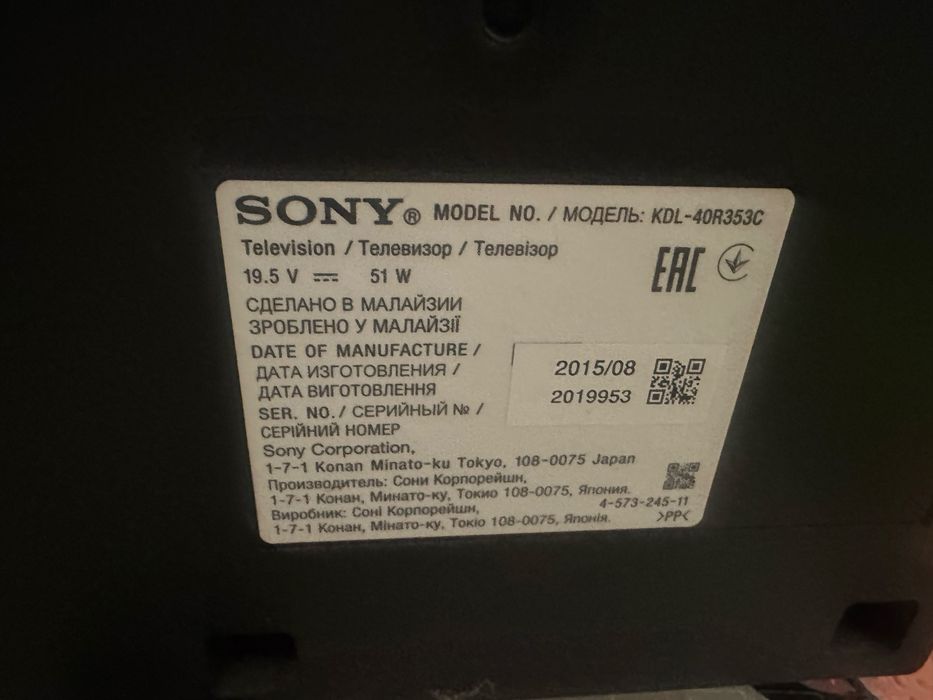 SONY® MODEL NO. / МОДЕЛЬ: KDL-40R353C
Television / Телевизор / Телевізор
19.5 V ⎓ 51 W
EAC
СДЕЛАНО В МАЛАЙЗИИ
ЗРОБЛЕНО У МАЛАЙЗІЇ
DATE OF MANUFACTURE /
ДАТА ИЗГОТОВЛЕНИЯ /
ДАТА ВИГОТОВЛЕННЯ
2015/08
SER. NO. / СЕРИЙНЫЙ № /
СЕРІЙНИЙ НОМЕР
2019953
Sony Corporation,
1-7-1 Konan Minato-ku Tokyo, 108-0075 Japan
Производитель: Сони Корпорейшн,
1-7-1 Конан, Минато-ку, Токио 108-0075, Япония.
4-573-245-11
Виробник: Соні Корпорейшн,
1-7-1 Конан, Мінато-ку, Токіо 108-0075, Японія.
>PP<